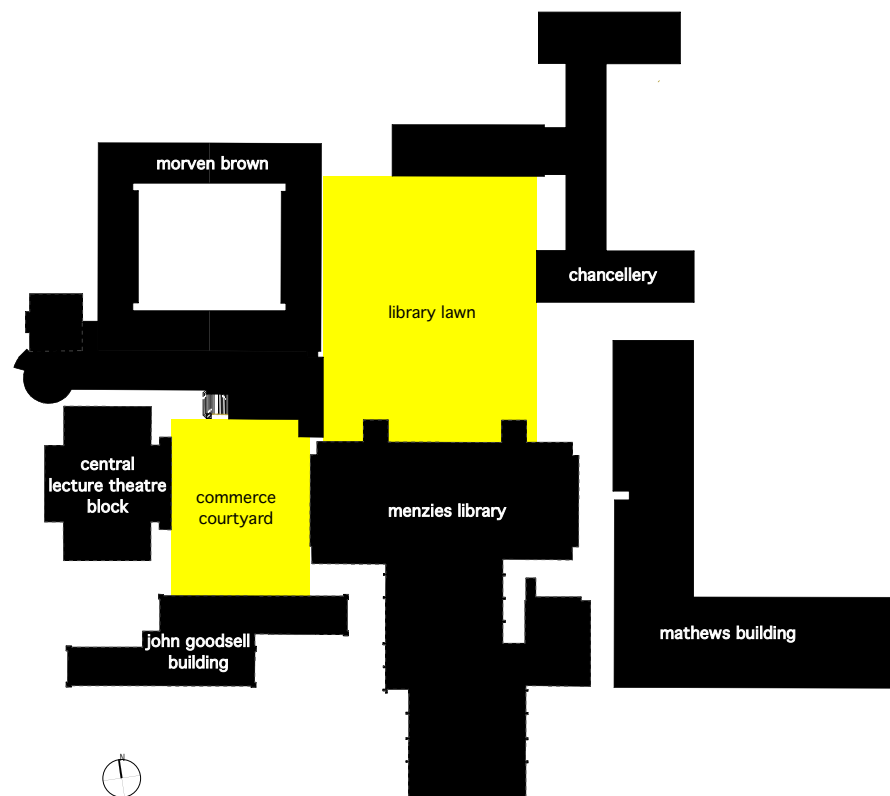 morven brown
chancellery
library lawn
central
lecture theatre
block
commerce
courtyard
menzies library
john goodsell
building
mathews building
N